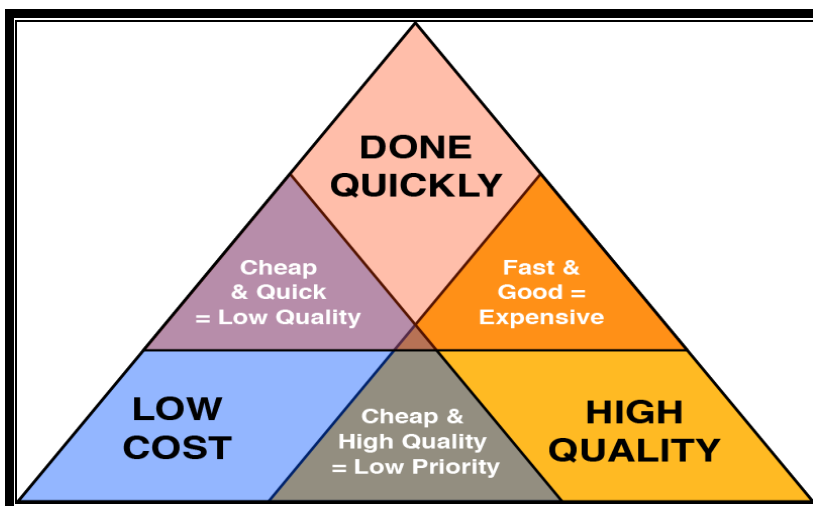 DONE
QUICKLY
Cheap
& Quick
= Low Quality
Fast &
Good =
Expensive
LOW
COST
Cheap &
High Quality
= Low Priority
HIGH
QUALITY